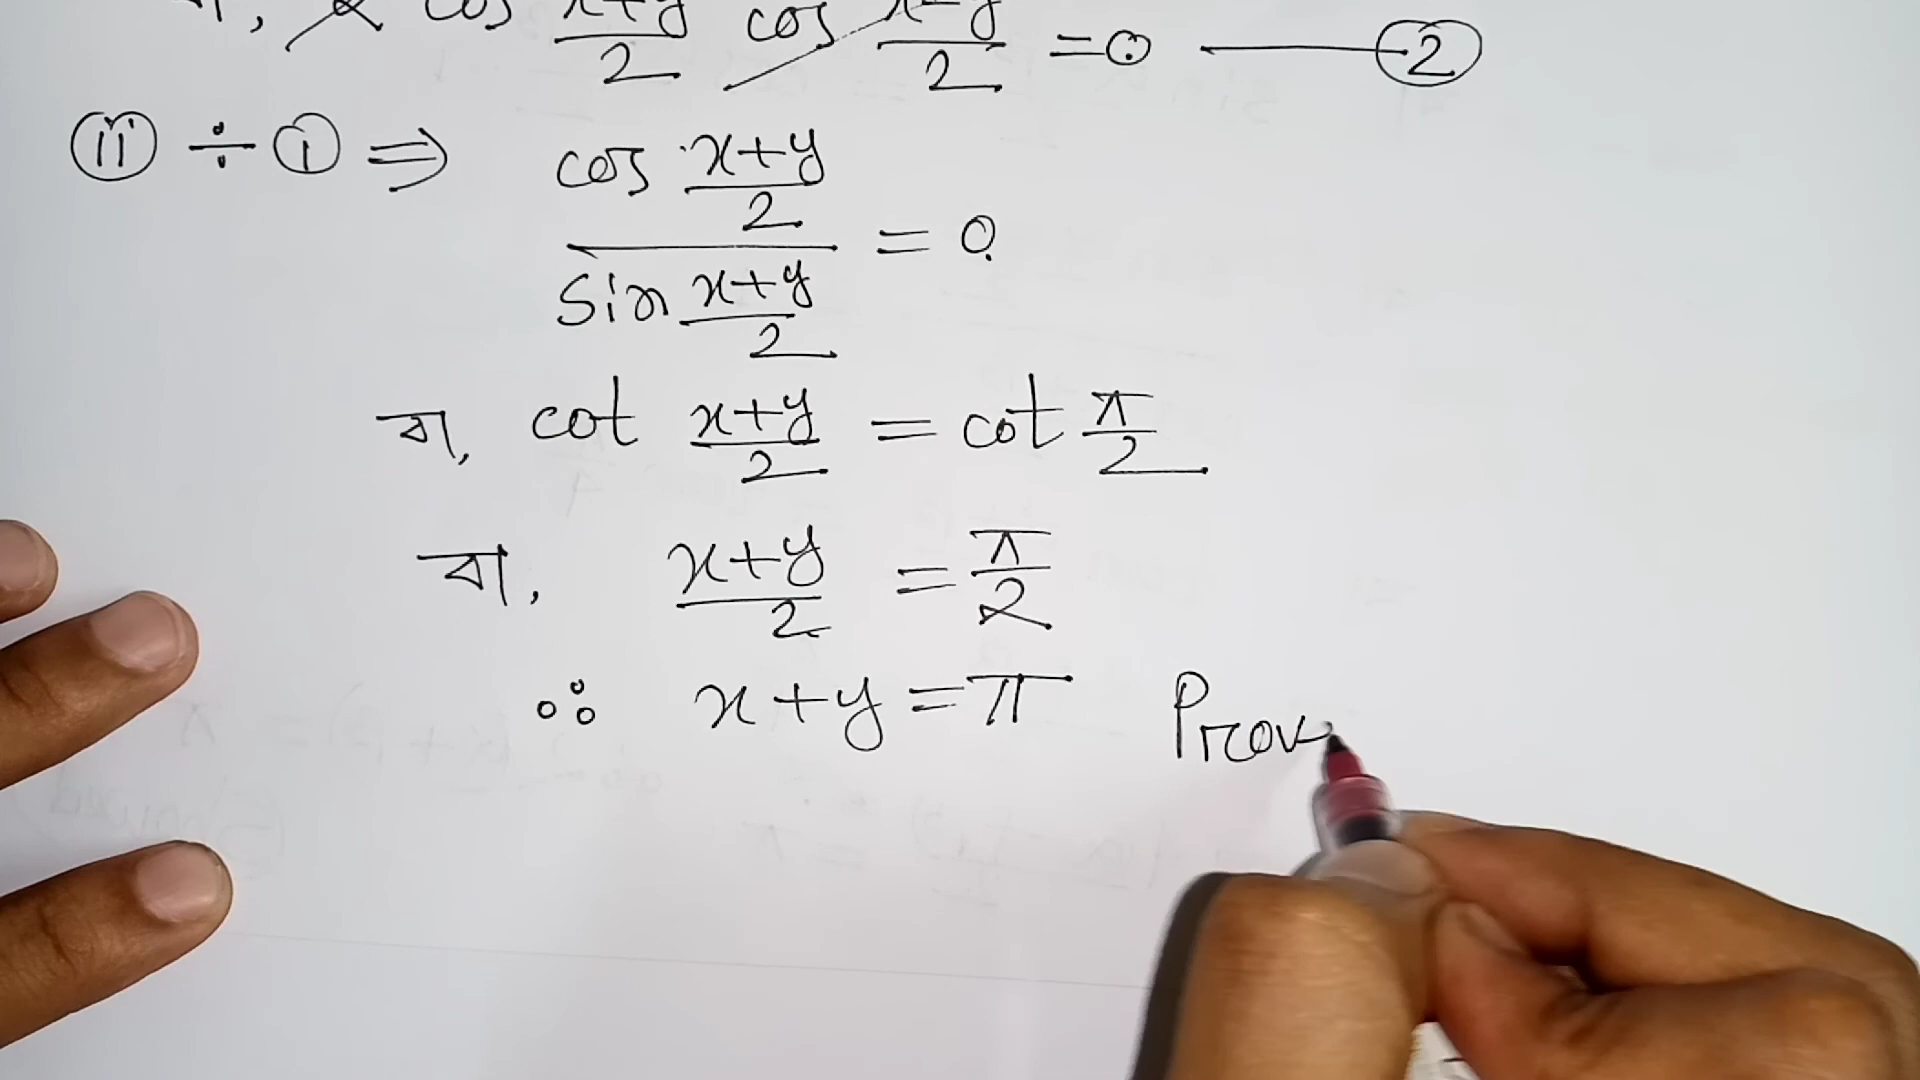 বা, 2 cos x+y/2 cos x-y/2 = 0 —— ②
ⓘⓘ ÷ ⓘ ⇒ cos x+y/2 / sin x+y/2 = 0.
বা, cot x+y/2 = cot π/2
বা, x+y/2 = π/2
∴ x+y = π Prov